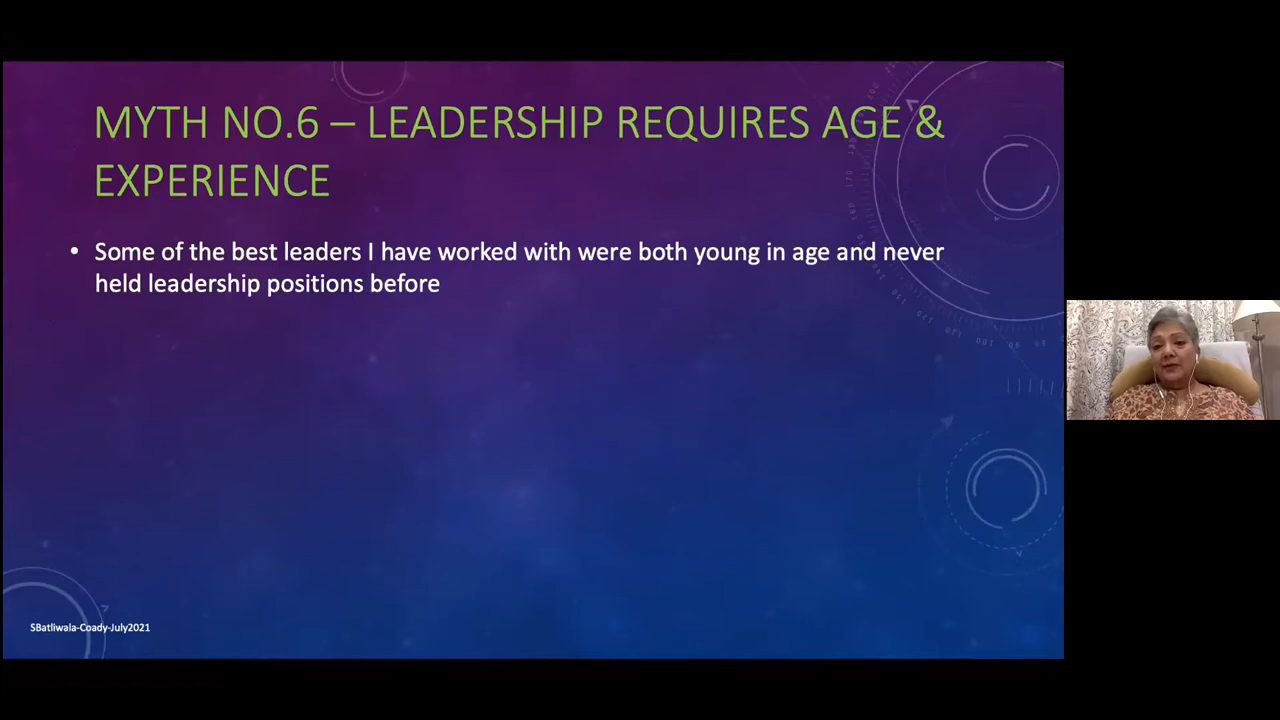 MYTH NO.6 – LEADERSHIP REQUIRES AGE &
EXPERIENCE
• Some of the best leaders I have worked with were both young in age and never
held leadership positions before
SBatliwala-Coady-July2021